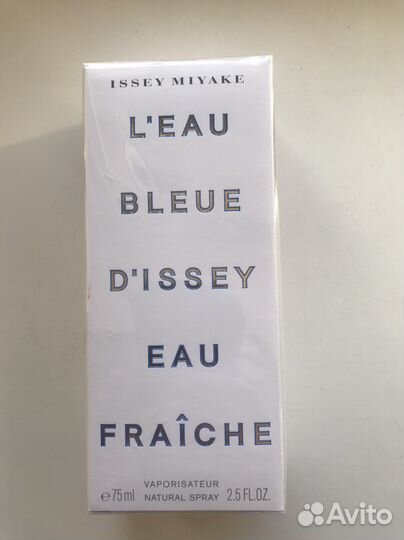 ISSEY MIYAKE
L'EAU
BLEUE
D'ISSEY
EAU
FRAÎCHE
VAPORISATEUR
℮75ml NATURAL SPRAY 2.5 FL.OZ.
Avito